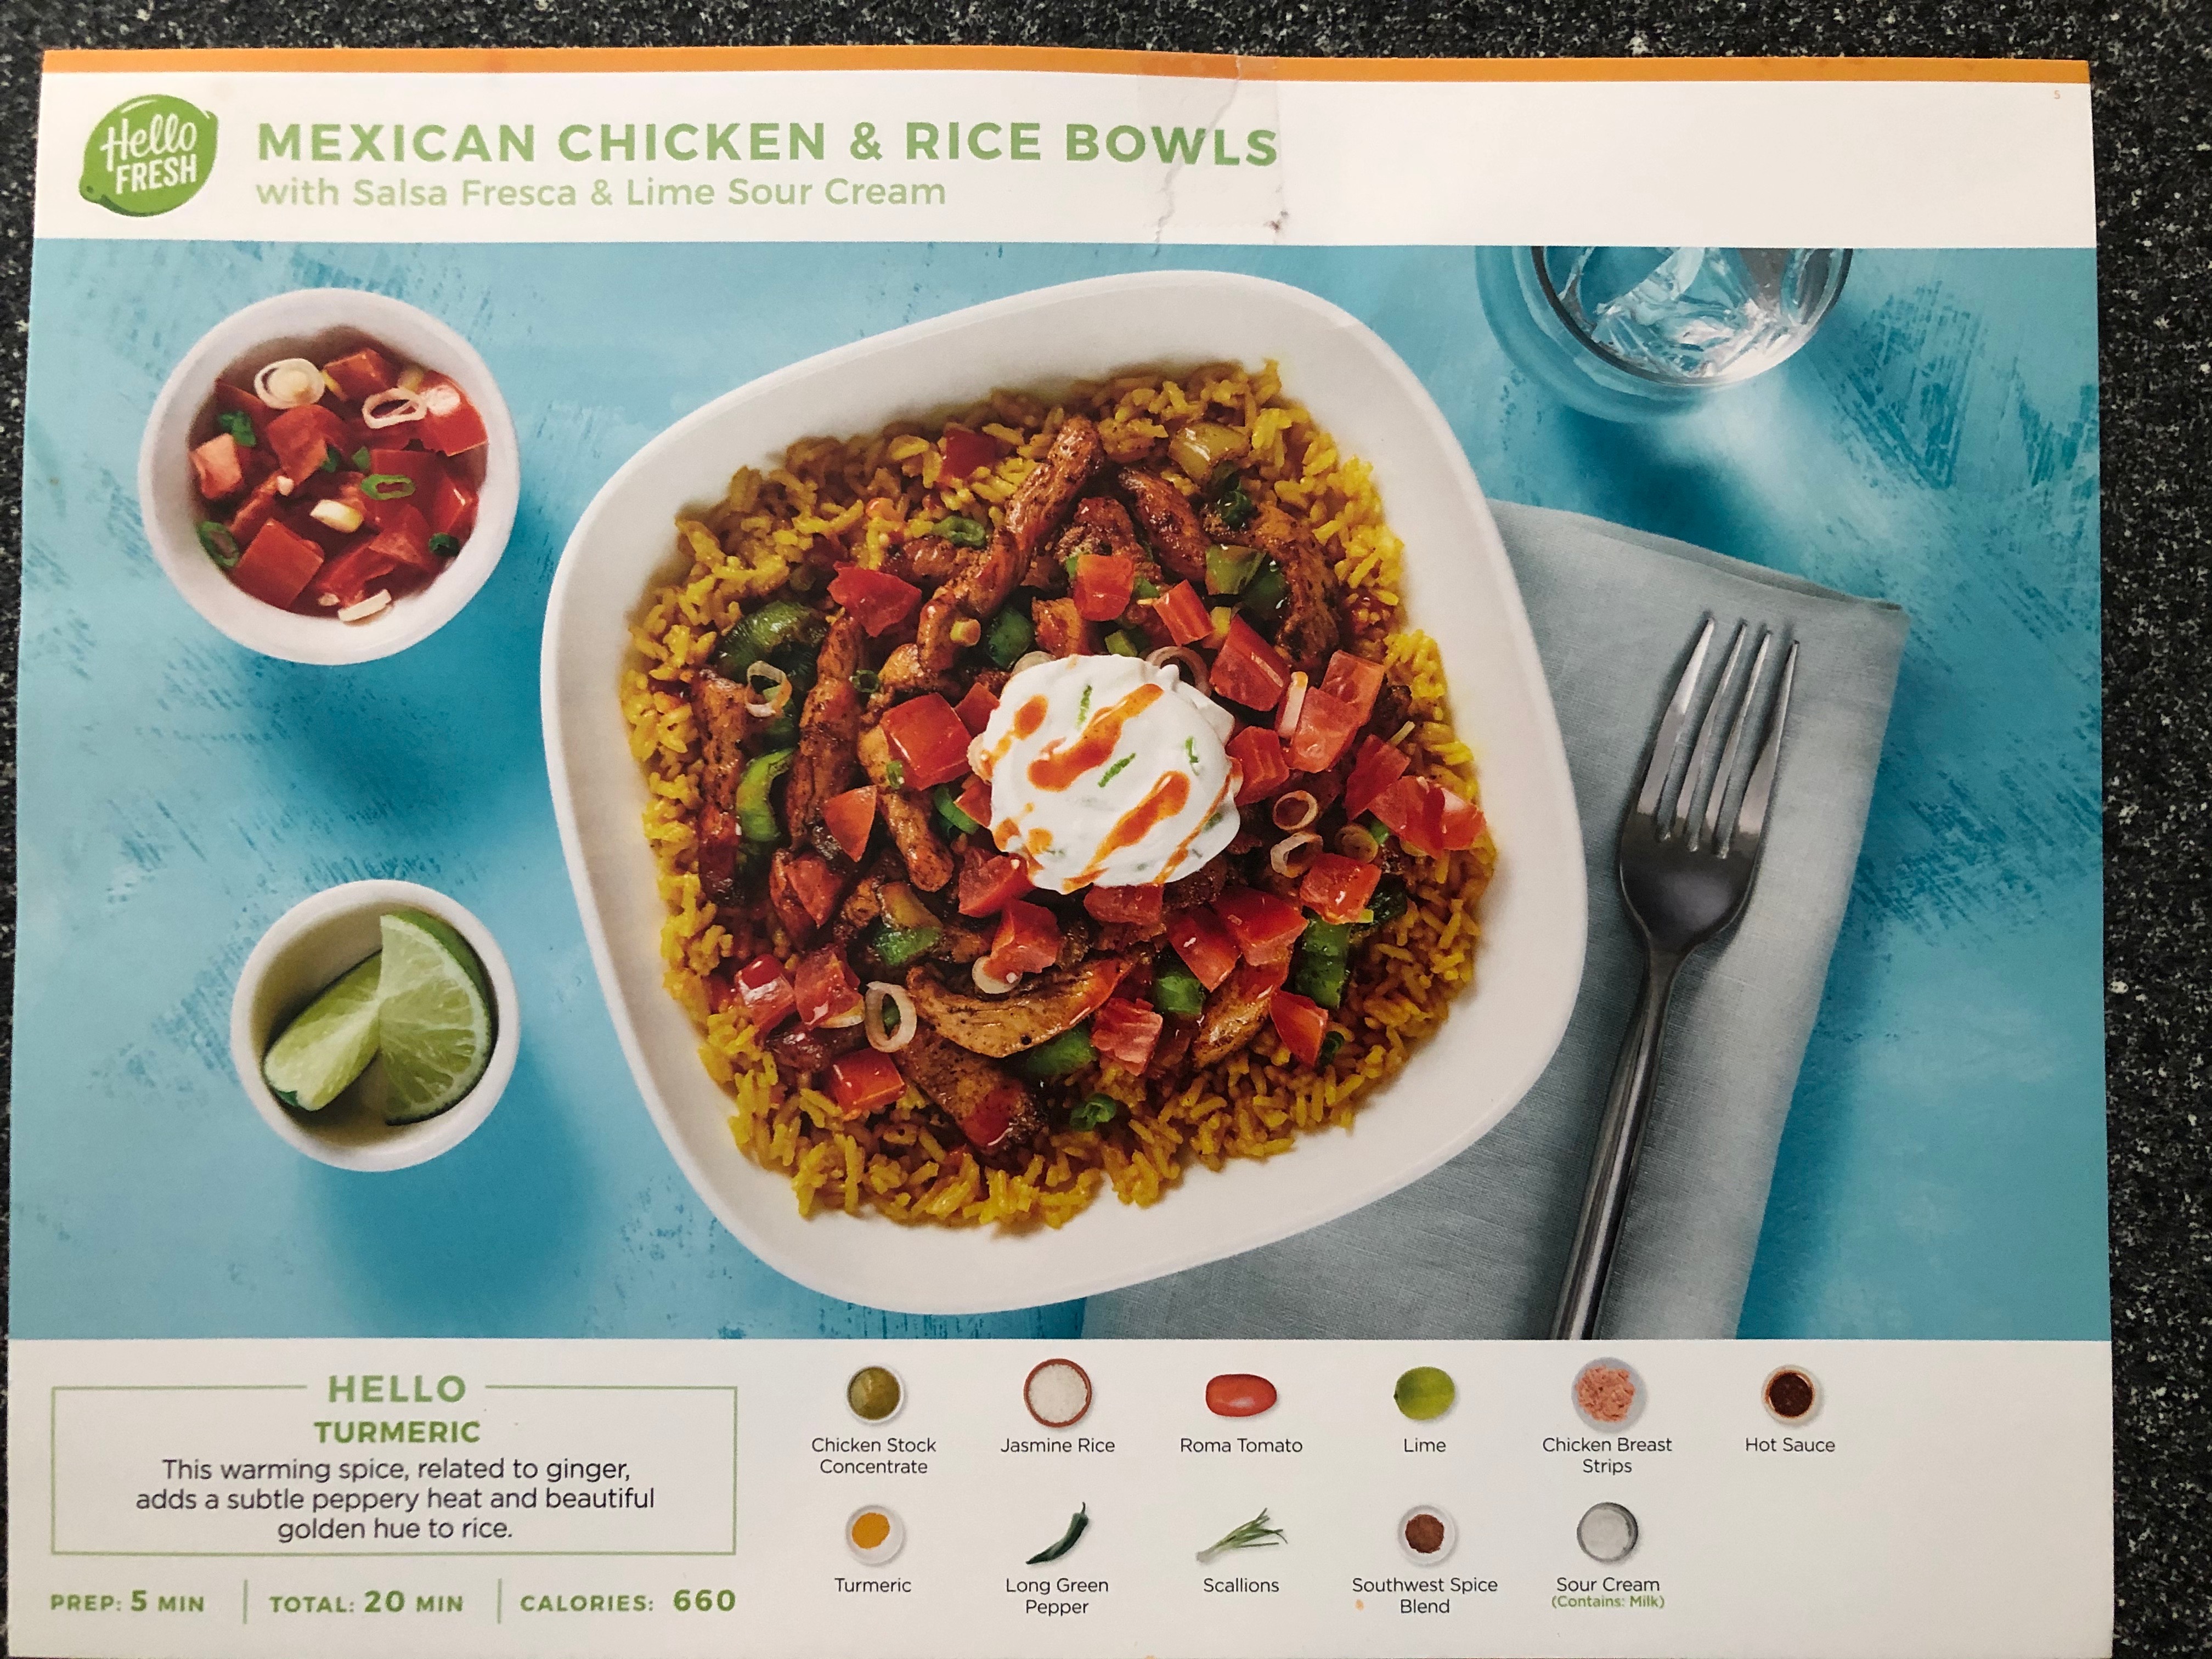 Hello
FRESH
MEXICAN CHICKEN & RICE BOWLS
with Salsa Fresca & Lime Sour Cream
S
HELLO
TURMERIC
This warming spice, related to ginger,
adds a subtle peppery heat and beautiful
golden hue to rice.
PREP: 5 MIN
TOTAL: 20 MIN
CALORIES: 660
Chicken Stock
Concentrate
Jasmine Rice
Roma Tomato
Lime
Chicken Breast
Strips
Hot Sauce
Turmeric
Long Green
Pepper
Scallions
Southwest Spice
Blend
Sour Cream
(Contains: Milk)